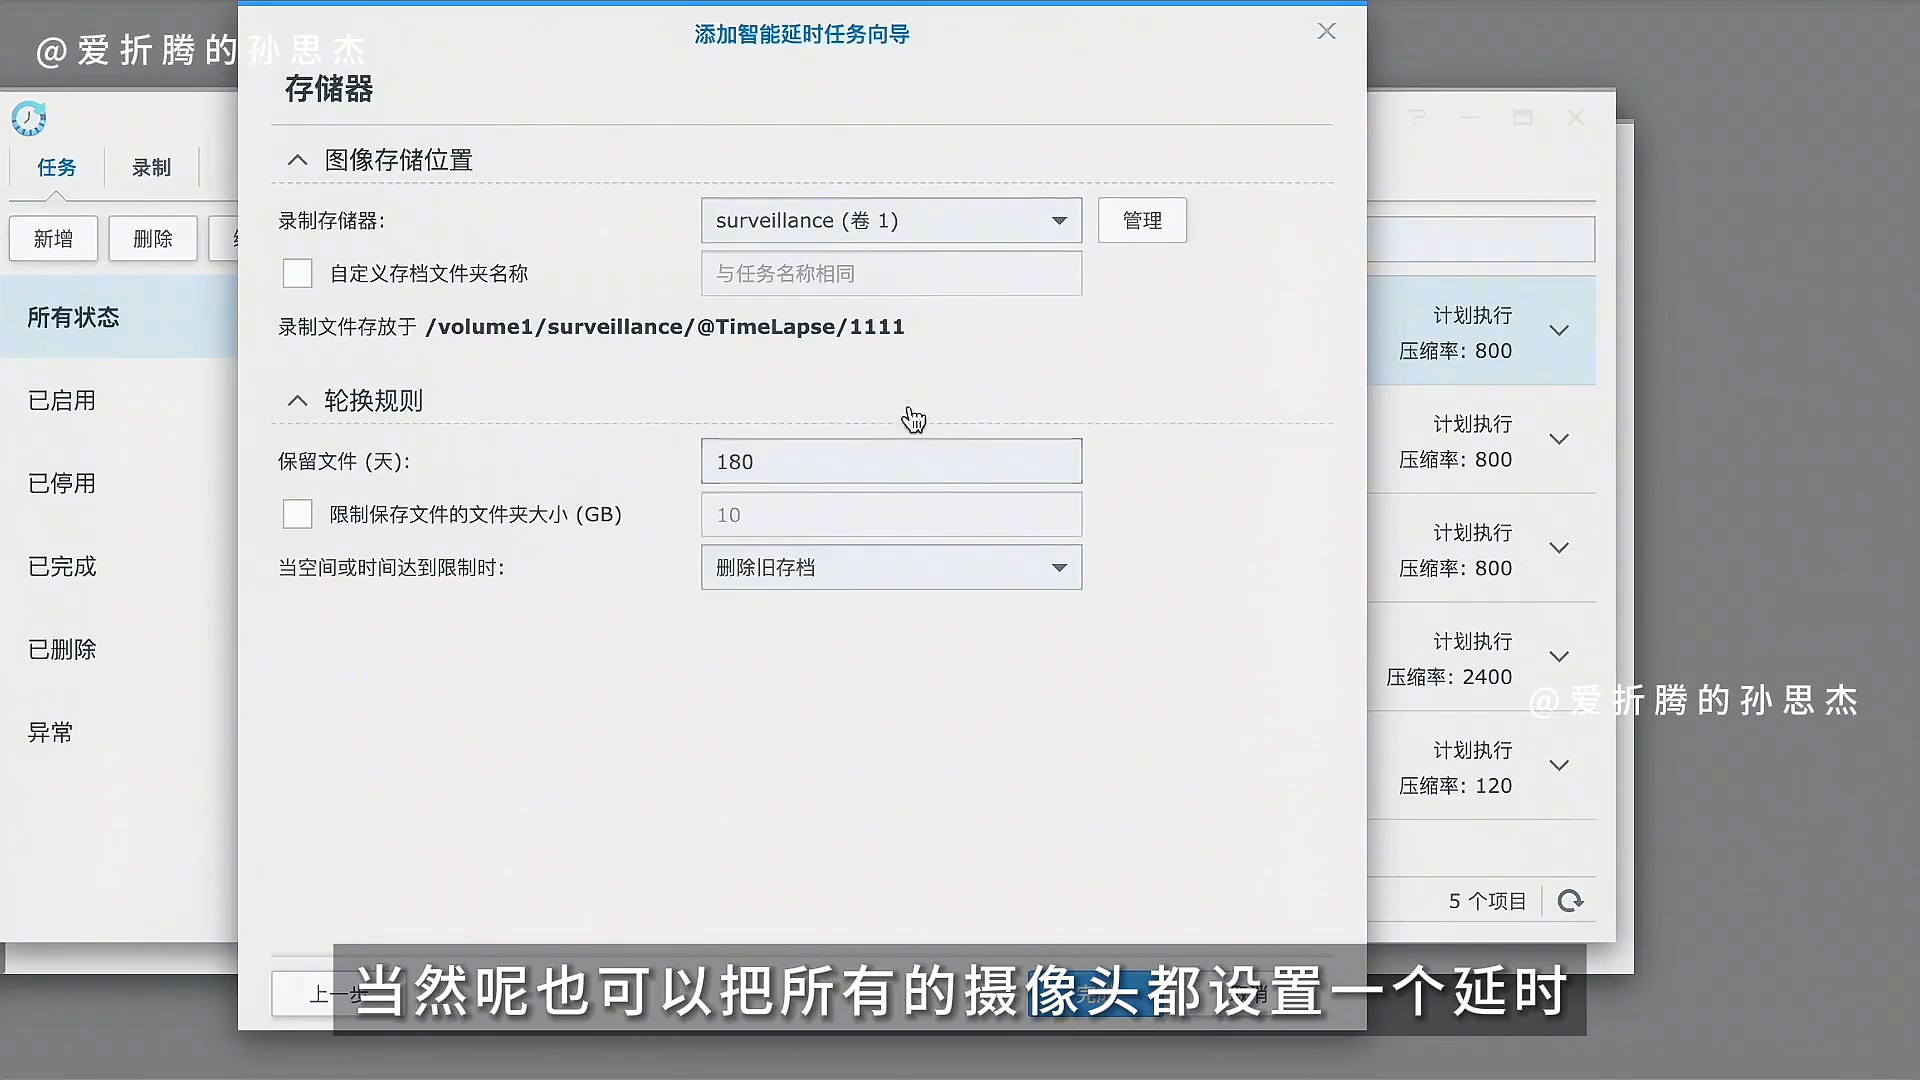 @爱折腾的孙思杰
添加智能延时任务向导
存储器
任务
录制
新增
删除
所有状态
已启用
已停用
已完成
已删除
异常
图像存储位置
录制存储器:
surveillance (卷 1)
管理
自定义存档文件夹名称
与任务名称相同
录制文件存放于 /volume1/surveillance/@TimeLapse/1111
轮换规则
保留文件 (天):
180
限制保存文件的文件夹大小 (GB)
10
当空间或时间达到限制时:
删除旧存档
计划执行
压缩率: 800
计划执行
压缩率: 800
计划执行
压缩率: 800
计划执行
压缩率: 2400
@爱折腾的孙思杰
计划执行
压缩率: 120
5 个项目
上一步
当然呢也可以把所有的摄像头都设置一个延时